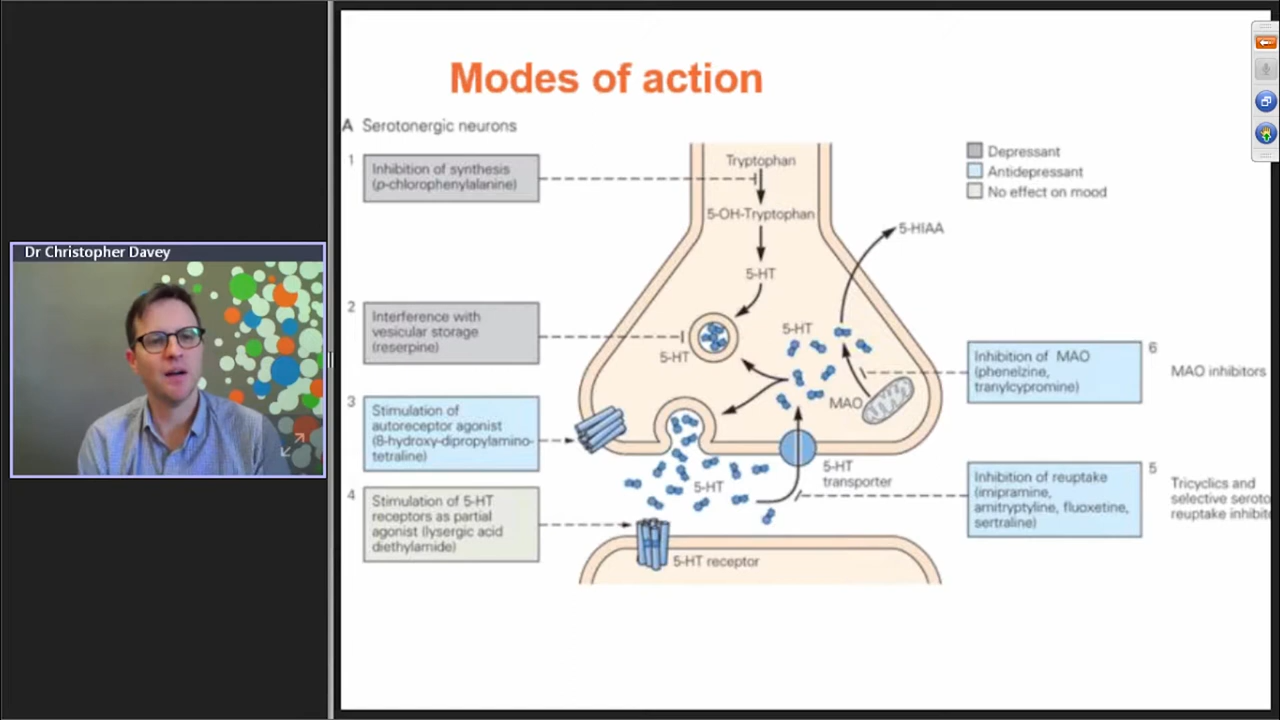 Dr Christopher Davey
Modes of action
A Serotonergic neurons
1
Inhibition of synthesis
(p-chlorophenylalanine)
2
Interference with
vesicular storage
(reserpine)
3
Stimulation of
autoreceptor agonist
(8-hydroxy-dipropylamino-
tetraline)
4
Stimulation of 5-HT
receptors as partial
agonist (lysergic acid
diethylamide)
Tryptophan
5-OH-Tryptophan
5-HT
5-HT
5-HT
MAO
5-HIAA
5-HT
transporter
5-HT
5-HT receptor
Depressant
Antidepressant
No effect on mood
Inhibition of MAO
(phenelzine,
tranylcypromine)
6
MAO inhibitors
Inhibition of reuptake
(imipramine,
amitryptyline, fluoxetine,
sertraline)
5
Tricyclics and
selective seroto
reuptake inhibit